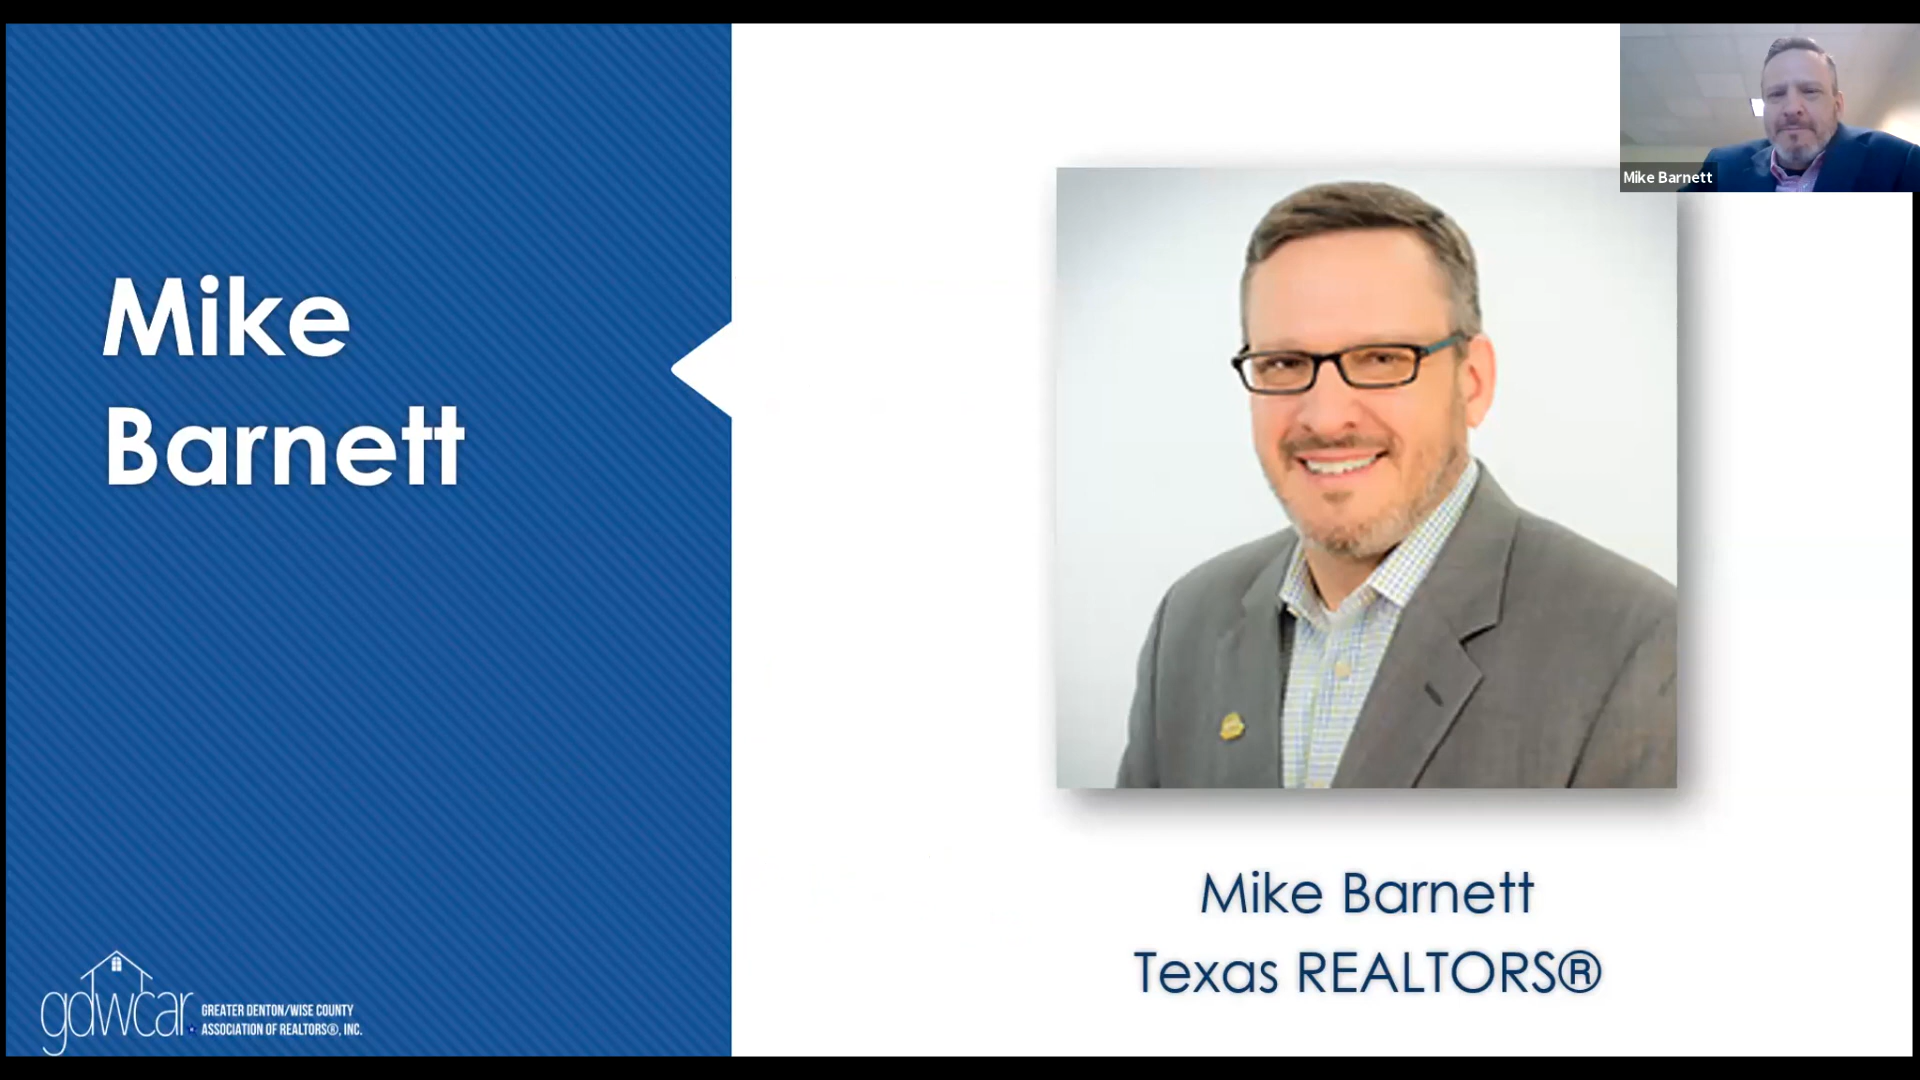 Mike
Barnett
Mike Barnett
Mike Barnett
Texas REALTORS®
gdwcar
GREATER DENTON/WISE COUNTY
ASSOCIATION OF REALTORS®, INC.